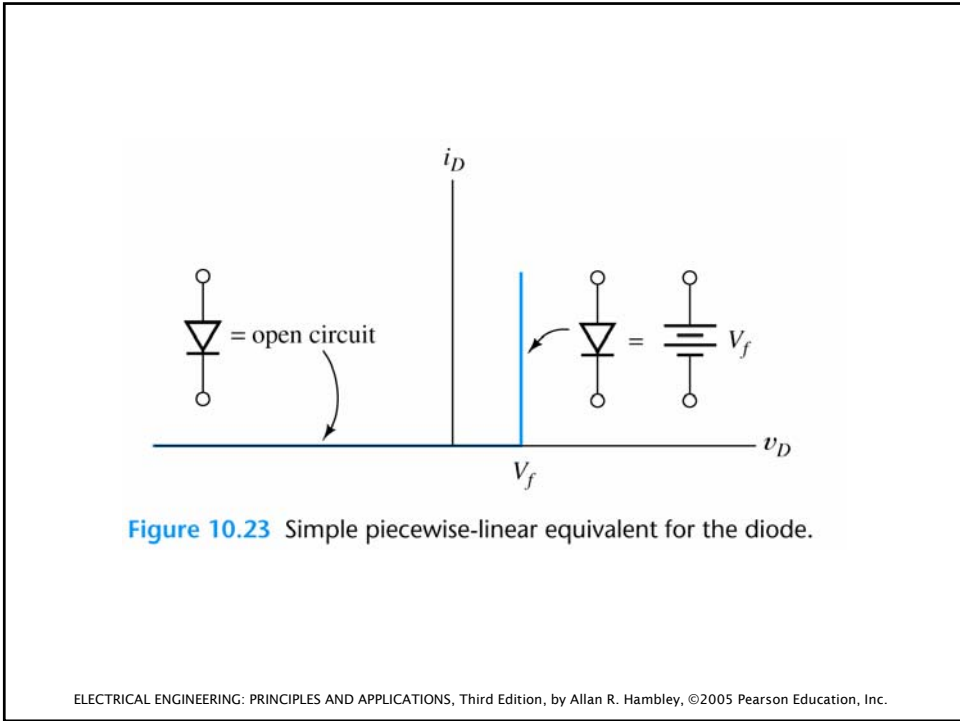 i_D
= open circuit
= V_f
v_D
V_f
Figure 10.23 Simple piecewise-linear equivalent for the diode.
ELECTRICAL ENGINEERING: PRINCIPLES AND APPLICATIONS, Third Edition, by Allan R. Hambley, ©2005 Pearson Education, Inc.